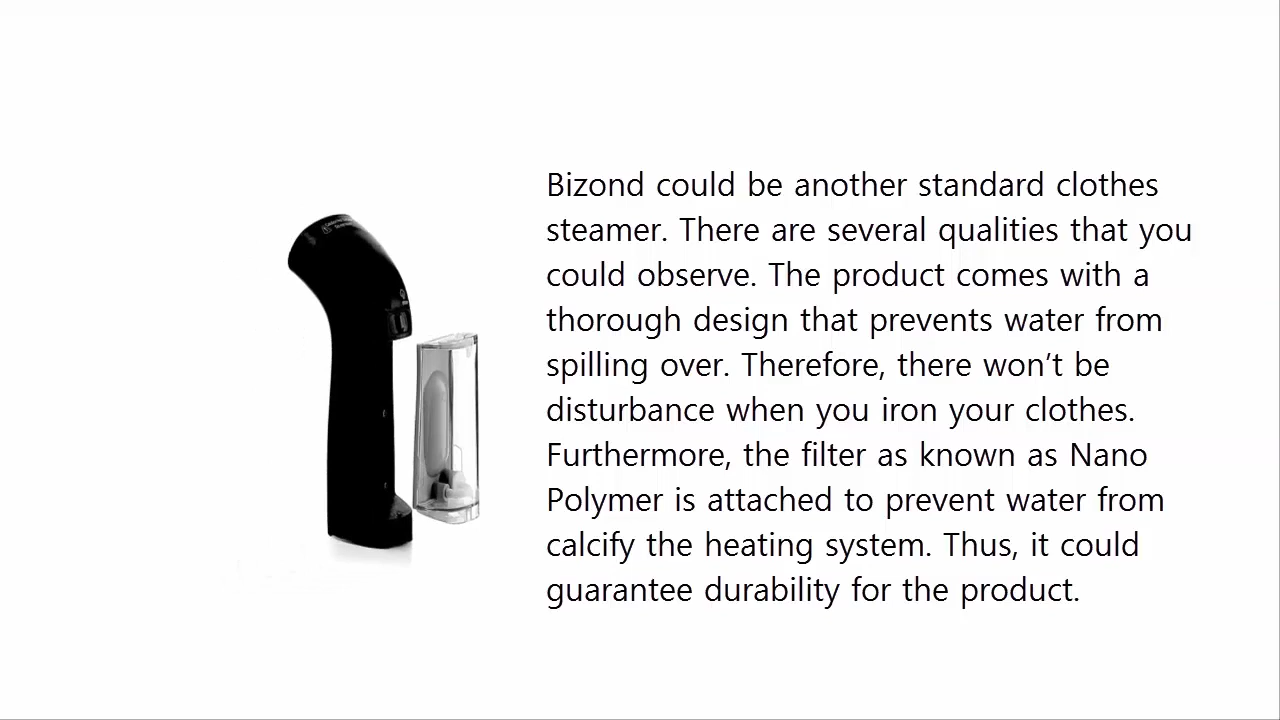 Bizond could be another standard clothes
steamer. There are several qualities that you
could observe. The product comes with a
thorough design that prevents water from
spilling over. Therefore, there won’t be
disturbance when you iron your clothes.
Furthermore, the filter as known as Nano
Polymer is attached to prevent water from
calcify the heating system. Thus, it could
guarantee durability for the product.